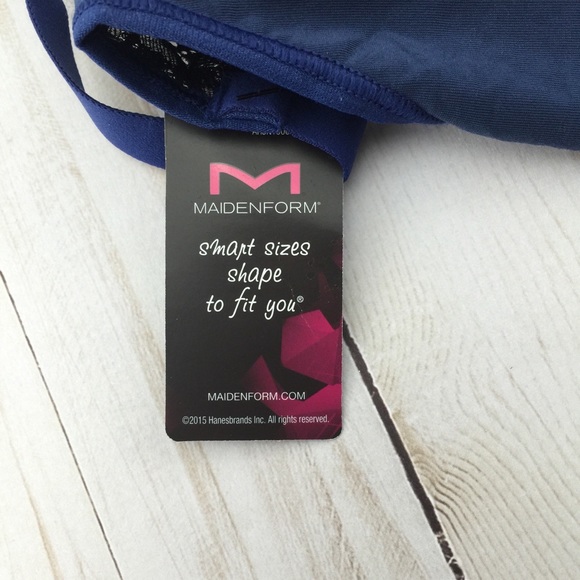 MAIDENFORM®
smart sizes
shape
to fit you®
MAIDENFORM.COM
©2015 Hanesbrands Inc. All rights reserved.